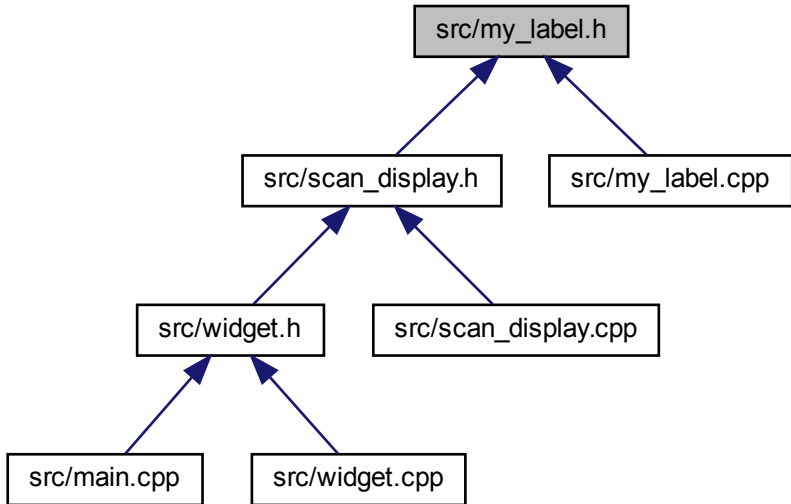 src/my_label.h
src/scan_display.h
src/my_label.cpp
src/widget.h
src/scan_display.cpp
src/main.cpp
src/widget.cpp